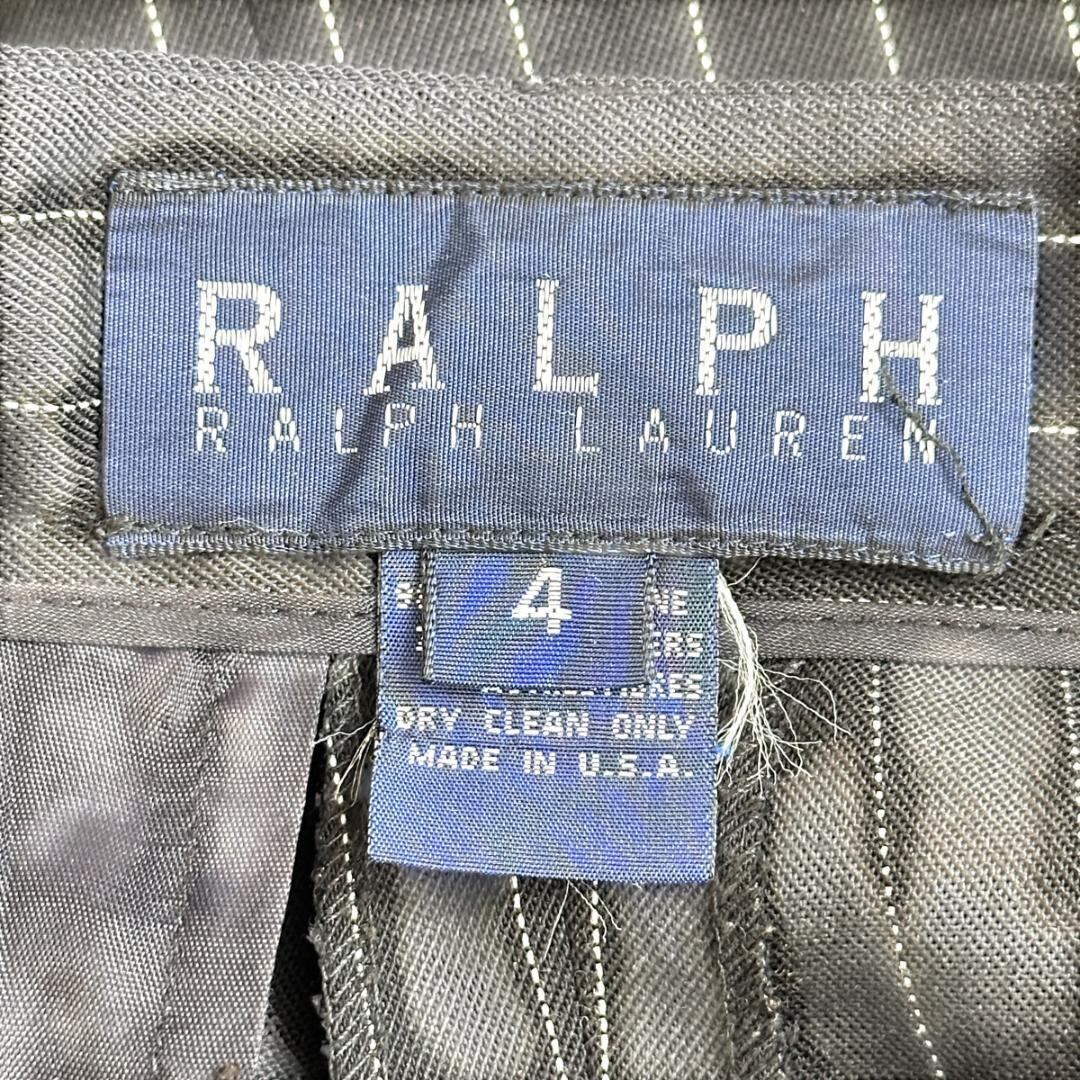 RALPH
RALPH LAUREN
4
DRY CLEAN ONLY
MADE IN U.S.A.